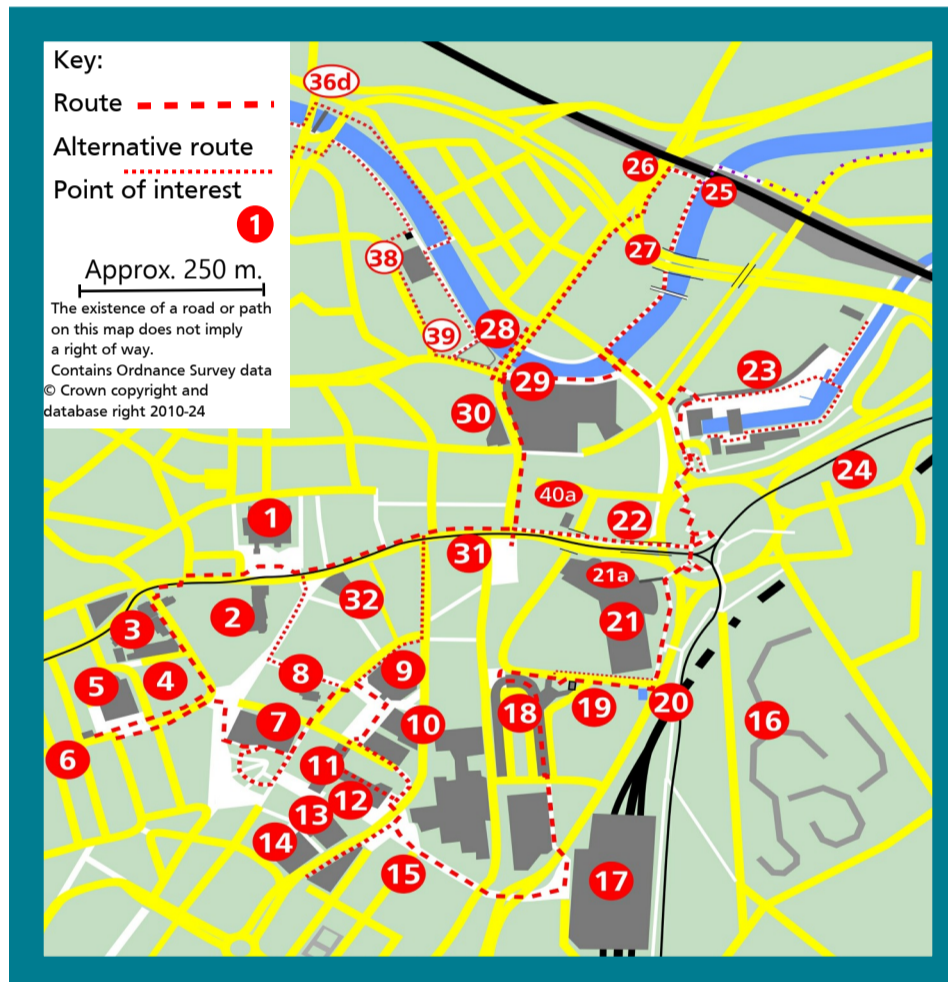 Key:
Route
Alternative route
Point of interest
1
Approx. 250 m.
The existence of a road or path
on this map does not imply
a right of way.
Contains Ordnance Survey data
© Crown copyright and
database right 2010-24
36d
26
25
27
38
28
39
23
29
30
24
40a
1
22
31
21a
32
2
3
21
9
8
5
4
20
19
18
16
7
10
6
11
12
13
14
15
17